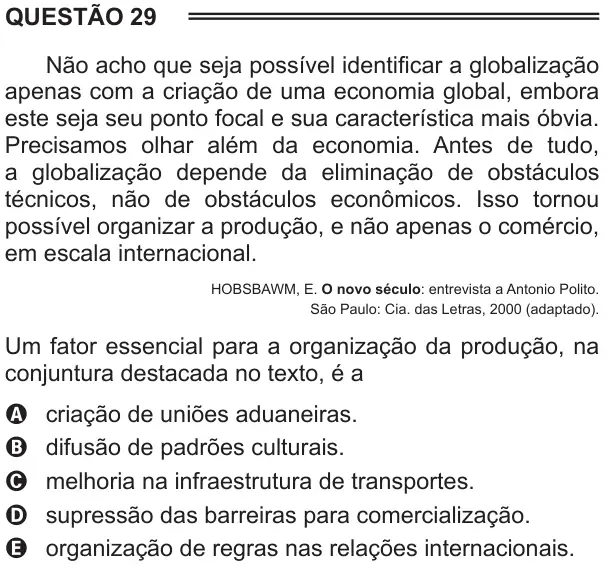 QUESTÃO 29
Não acho que seja possível identificar a globalização
apenas com a criação de uma economia global, embora
este seja seu ponto focal e sua característica mais óbvia.
Precisamos olhar além da economia. Antes de tudo,
a globalização depende da eliminação de obstáculos
técnicos, não de obstáculos econômicos. Isso tornou
possível organizar a produção, e não apenas o comércio,
em escala internacional.
HOBSBAWM, E. O novo século: entrevista a Antonio Polito.
São Paulo: Cia. das Letras, 2000 (adaptado).
Um fator essencial para a organização da produção, na
conjuntura destacada no texto, é a
A criação de uniões aduaneiras.
B difusão de padrões culturais.
C melhoria na infraestrutura de transportes.
D supressão das barreiras para comercialização.
E organização de regras nas relações internacionais.